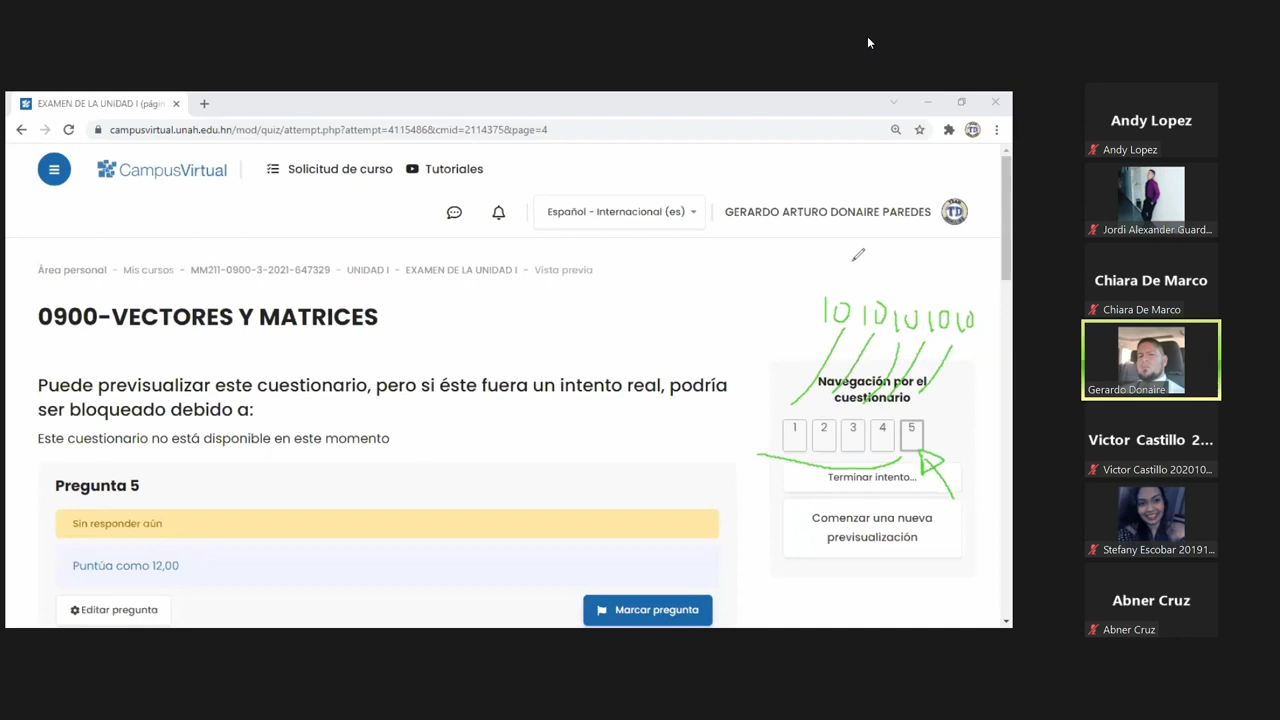 EXAMEN DE LA UNIDAD I (págin
campusvirtual.unah.edu.hn/mod/quiz/attempt.php?attempt=4115486&cmid=2114375&page=4
CampusVirtual
Solicitud de curso
Tutoriales
Español - Internacional (es)
GERARDO ARTURO DONAIRE PAREDES
TD
Área personal - Mis cursos - MM211-0900-3-2021-647329 - UNIDAD I - EXAMEN DE LA UNIDAD I - Vista previa
0900-VECTORES Y MATRICES
10 10 10 10 10
Puede previsualizar este cuestionario, pero si éste fuera un intento real, podría
ser bloqueado debido a:
Este cuestionario no está disponible en este momento
Navegación por el
cuestionario
1 2 3 4 5
Terminar intento...
Comenzar una nueva
previsualización
Pregunta 5
Sin responder aún
Puntúa como 12,00
Editar pregunta
Marcar pregunta
Andy Lopez
Andy Lopez
Jordi Alexander Guard...
Chiara De Marco
Chiara De Marco
Gerardo Donaire
Victor Castillo 2...
Victor Castillo 202010...
Stefany Escobar 20191...
Abner Cruz
Abner Cruz